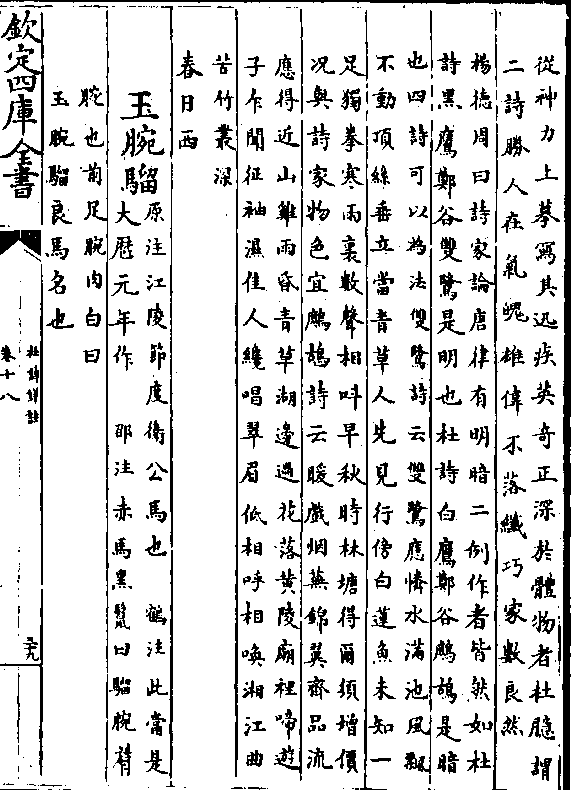 從神力上摹寫其迅疾英奇正深於體物者杜臆謂
二詩勝人在氣魄雄偉不落纖巧家數良然
楊德周曰詩家論唐律有明暗二例作者皆然如杜
詩黑鷹鄭谷雙鷺是明也杜詩白鷹鄭谷鷓鴣是暗
也四詩可以為法雙鷺詩云雙鷺應憐水滿池風飄
不動頂絲垂立當青草人先見行傍白蓮魚未知一
足獨拳寒雨裏數聲相呌早秋時林塘得爾須增價
况與詩家物色宜鷓鴣詩云暖戲烟蕪錦翼齊品流
應得近山雞雨昏青草湖邊過花落黄陵廟裡啼遊
子乍聞征袖濕佳人纔唱翠眉低相呼相喚湘江曲
苦竹叢深
春日西
玉腕騮原注江陵節度衛公馬也 鶴注此當是
大厯元年作 邵注赤馬黑鬛曰騮腕臂
腕也前足腕肉白曰
玉腕騮良馬名也
欽定四庫全書
杜詩詳註
卷十八
二十九